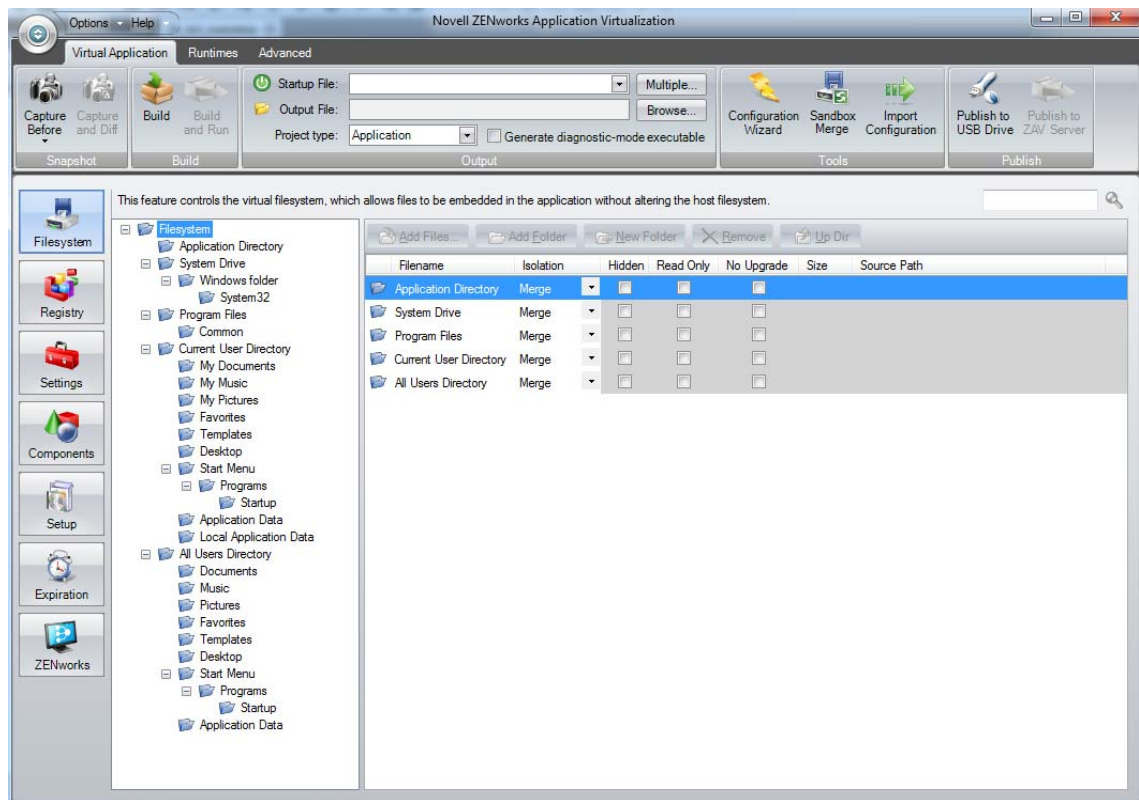 Options Help Novell ZENworks Application Virtualization
Virtual Application Runtimes Advanced
Capture Before
Capture and Diff
Snapshot
Build
Build and Run
Build
Startup File: Multiple...
Output File: Browse...
Project type: Application Generate diagnostic-mode executable
Output
Configuration Wizard
Sandbox Merge
Import Configuration
Tools
Publish to USB Drive
Publish to ZAV Server
Publish
Filesystem
Registry
Settings
Components
Setup
Expiration
ZENworks
This feature controls the virtual filesystem, which allows files to be embedded in the application without altering the host filesystem.
Filesystem
Application Directory
System Drive
Windows folder
System32
Program Files
Common
Current User Directory
My Documents
My Music
My Pictures
Favorites
Templates
Desktop
Start Menu
Programs
Startup
Application Data
Local Application Data
All Users Directory
Documents
Music
Pictures
Favorites
Templates
Desktop
Start Menu
Programs
Startup
Application Data
Add Files... Add Folder New Folder Remove Up Dir
Filename Isolation Hidden Read Only No Upgrade Size Source Path
Application Directory Merge
System Drive Merge
Program Files Merge
Current User Directory Merge
All Users Directory Merge